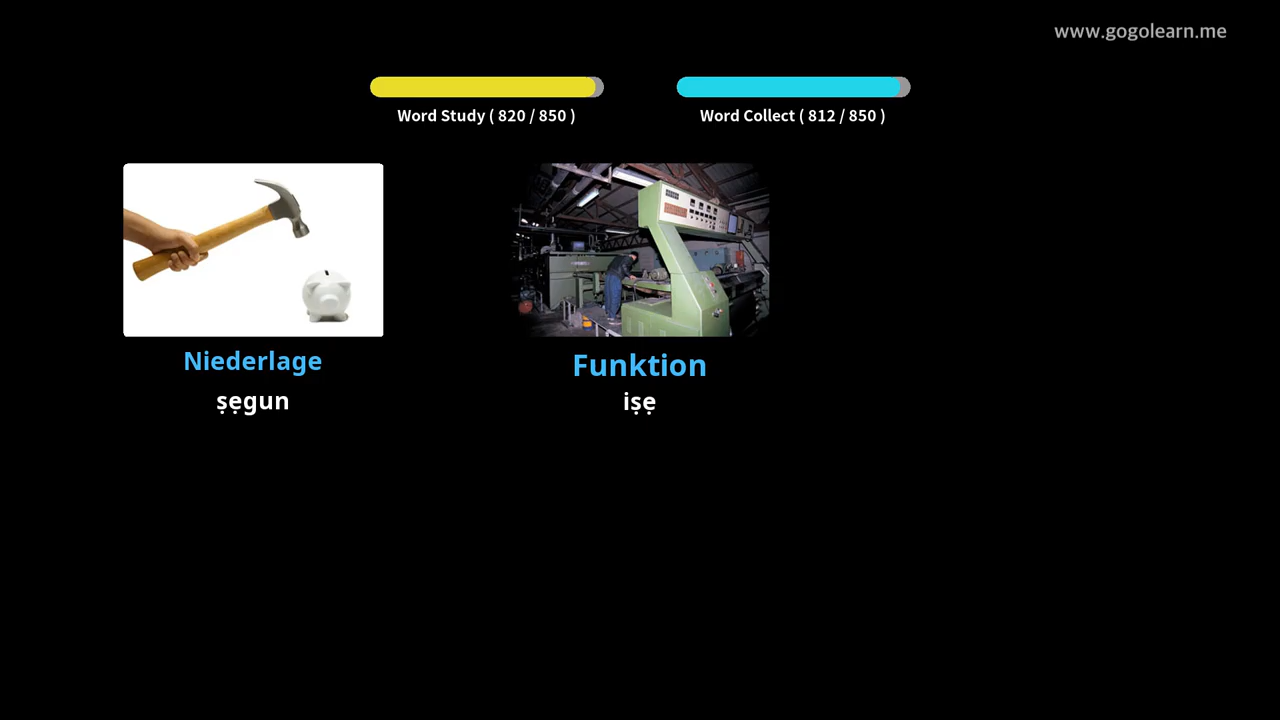 www.gogolearn.me
Word Study ( 820 / 850 )
Word Collect ( 812 / 850 )
Niederlage
ṣẹgun
Funktion
iṣẹ